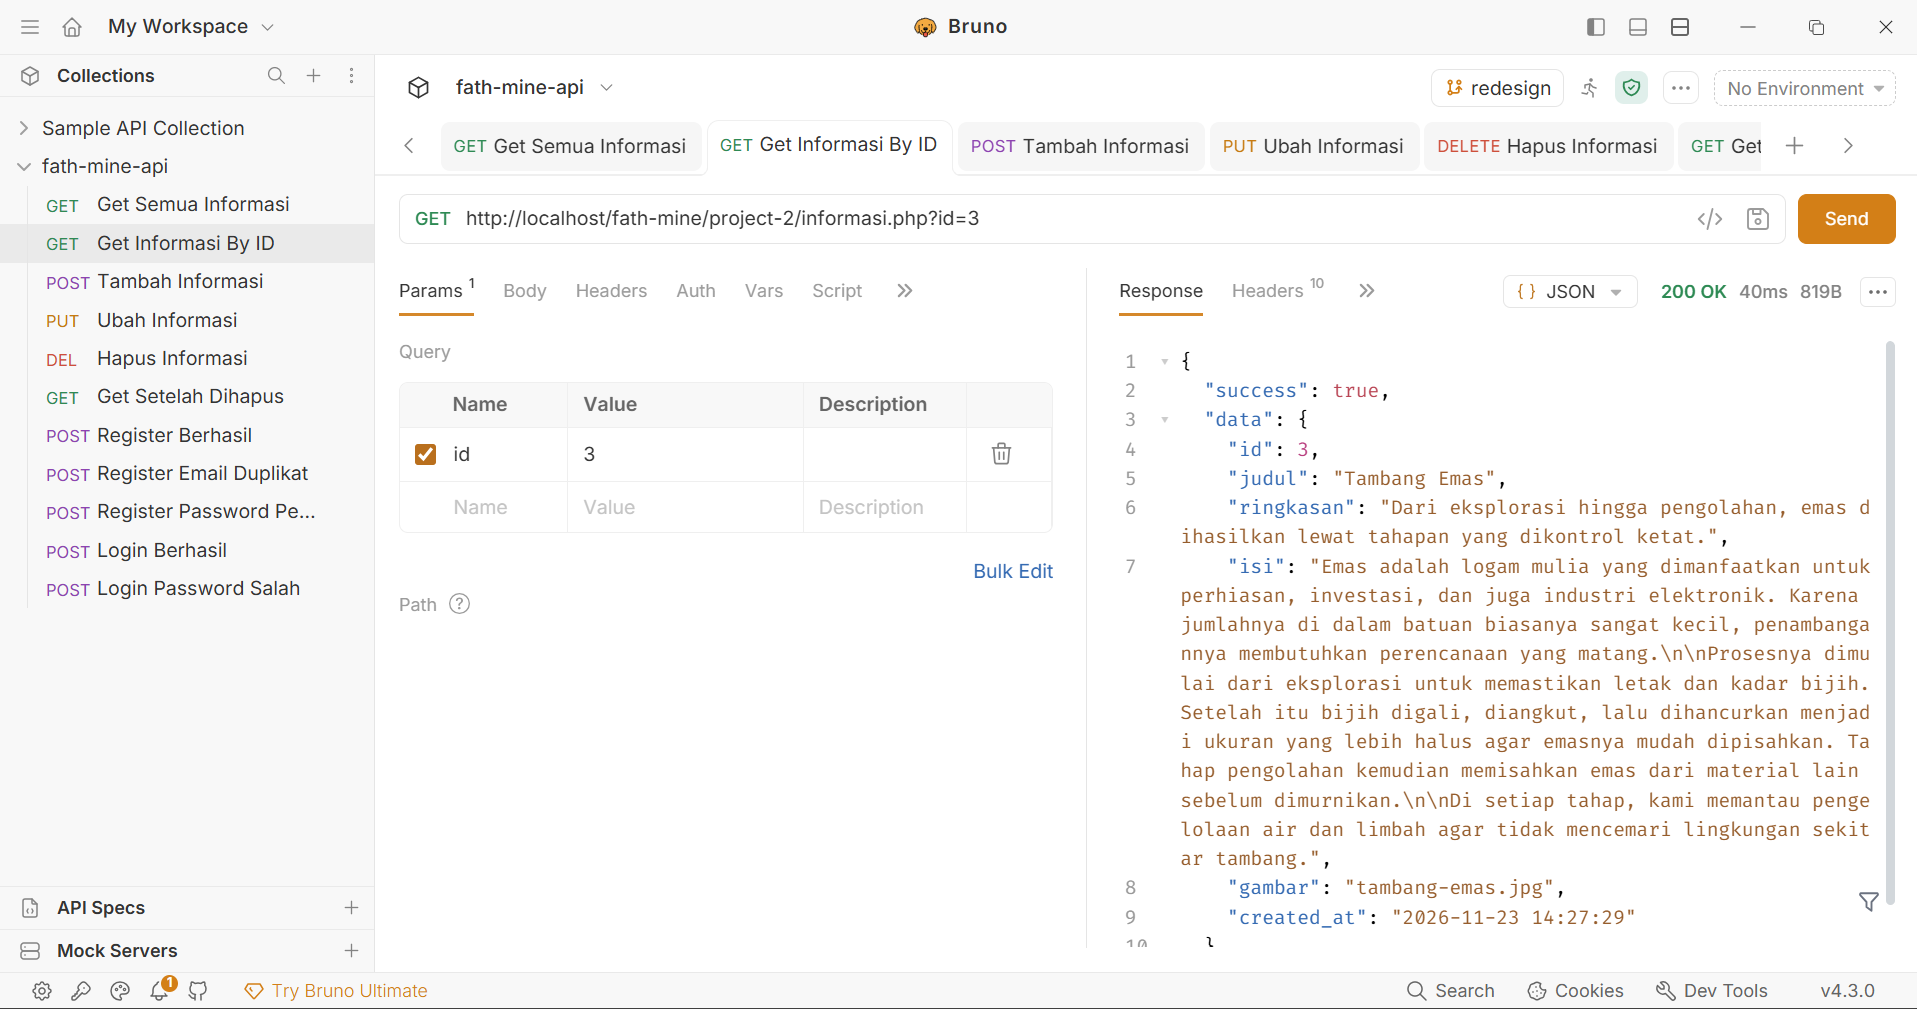 My Workspace
Bruno
Collections
Sample API Collection
fath-mine-api
GET Get Semua Informasi
GET Get Informasi By ID
POST Tambah Informasi
PUT Ubah Informasi
DEL Hapus Informasi
GET Get Setelah Dihapus
POST Register Berhasil
POST Register Email Duplikat
POST Register Password Pe...
POST Login Berhasil
POST Login Password Salah
API Specs
Mock Servers
fath-mine-api
redesign
No Environment
GET Get Semua Informasi
GET Get Informasi By ID
POST Tambah Informasi
PUT Ubah Informasi
DELETE Hapus Informasi
GET Get
GET http://localhost/fath-mine/project-2/informasi.php?id=3
Send
Params 1
Body
Headers
Auth
Vars
Script
Query
Name Value Description
id 3
Name Value Description
Bulk Edit
Path
Response
Headers 10
{ } JSON
200 OK 40ms 819B
1 {
2 "success": true,
3 "data": {
4 "id": 3,
5 "judul": "Tambang Emas",
6 "ringkasan": "Dari eksplorasi hingga pengolahan, emas d
ihasilkan lewat tahapan yang dikontrol ketat.",
7 "isi": "Emas adalah logam mulia yang dimanfaatkan untuk
perhiasan, investasi, dan juga industri elektronik. Karena
jumlahnya di dalam batuan biasanya sangat kecil, penambanga
nnya membutuhkan perencanaan yang matang.\n\nProsesnya dimu
lai dari eksplorasi untuk memastikan letak dan kadar bijih.
Setelah itu bijih digali, diangkut, lalu dihancurkan menjad
i ukuran yang lebih halus agar emasnya mudah dipisahkan. Ta
hap pengolahan kemudian memisahkan emas dari material lain
sebelum dimurnikan.\n\nDi setiap tahap, kami memantau penge
lolaan air dan limbah agar tidak mencemari lingkungan sekit
ar tambang.",
8 "gambar": "tambang-emas.jpg",
9 "created_at": "2026-11-23 14:27:29"
10 }
1
Try Bruno Ultimate
Search
Cookies
Dev Tools
v4.3.0